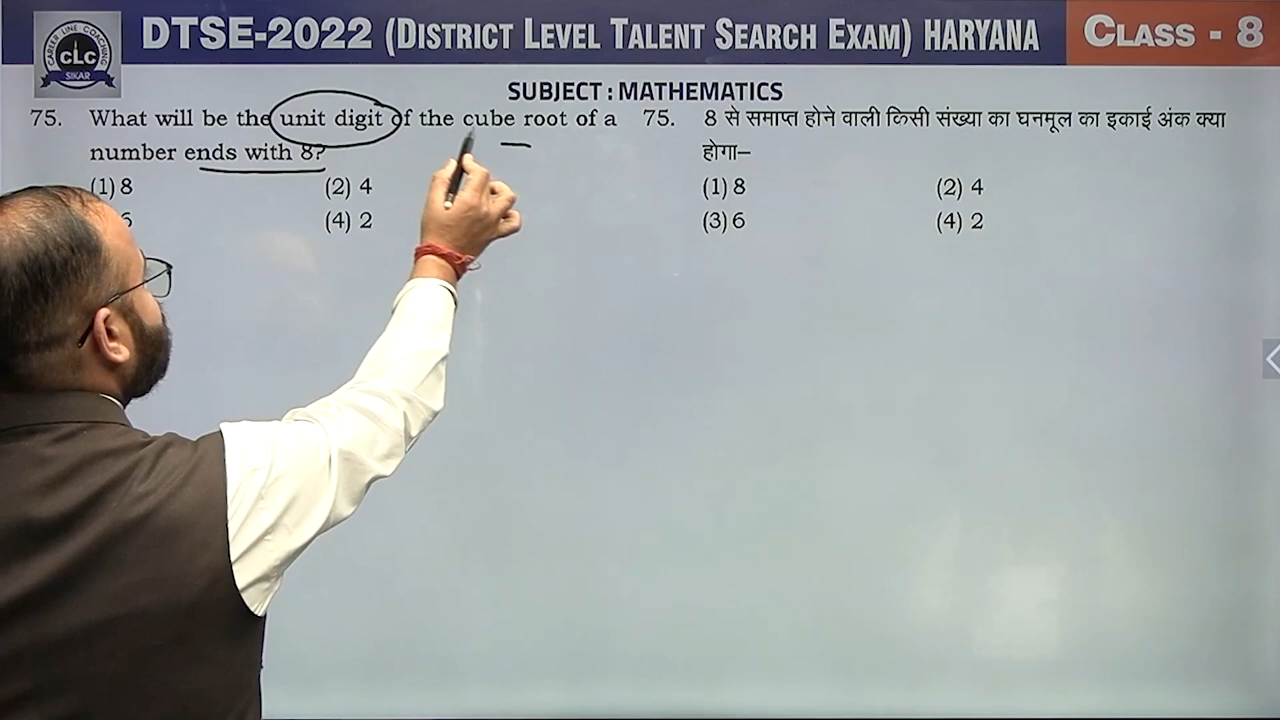 CAREER LINE COACHING
CLC
SIKAR
DTSE-2022 (DISTRICT LEVEL TALENT SEARCH EXAM) HARYANA
CLASS - 8
SUBJECT : MATHEMATICS
75. What will be the unit digit of the cube root of a
number ends with 8?
(1) 8 (2) 4
6 (4) 2
75. 8 से समाप्त होने वाली किसी संख्या का घनमूल का इकाई अंक क्या
होगा–
(1) 8 (2) 4
(3) 6 (4) 2